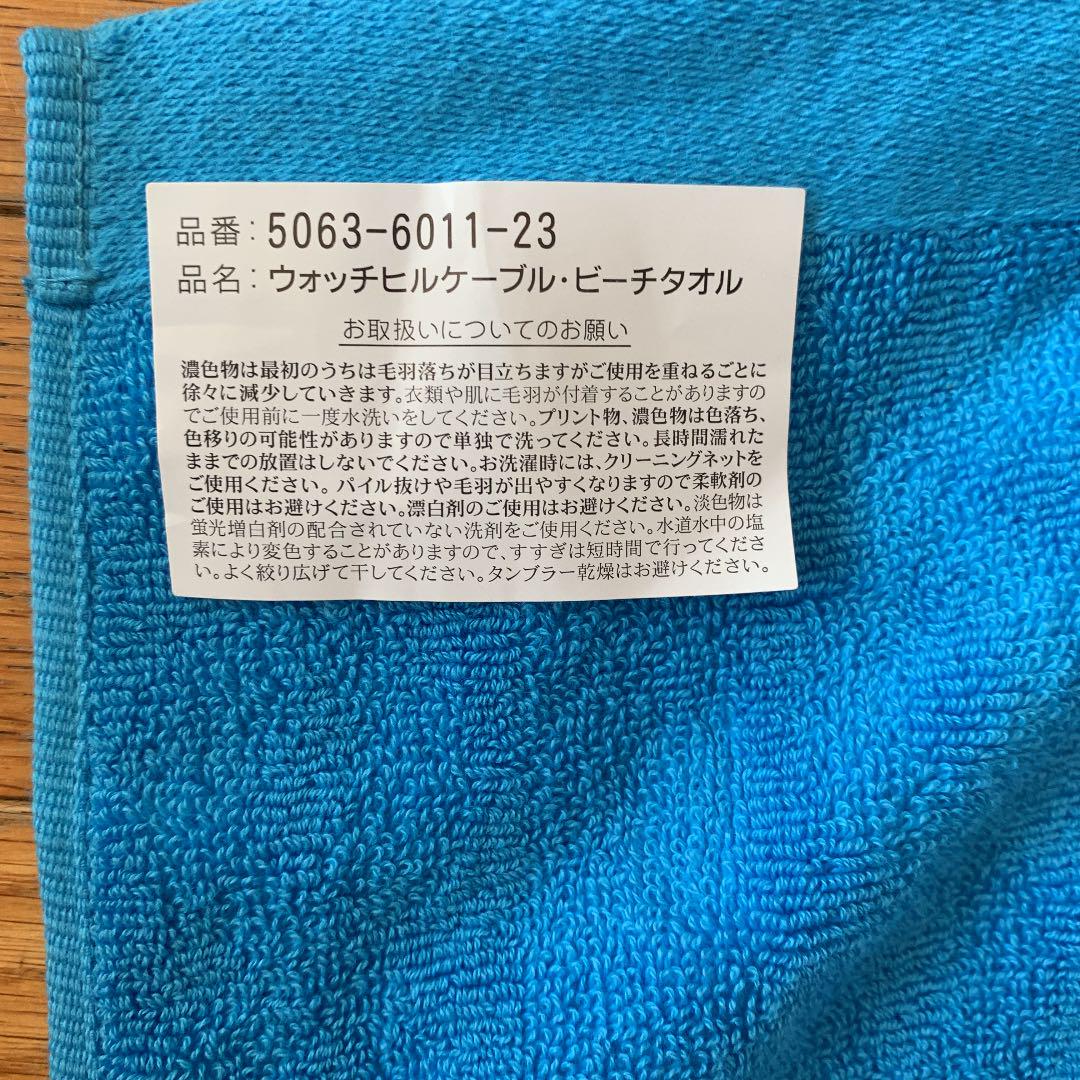 品番：5063-6011-23
品名：ウォッチヒルケーブル・ビーチタオル
お取扱いについてのお願い
濃色物は最初のうちは毛羽落ちが目立ちますがご使用を重ねるごとに
徐々に減少していきます。衣類や肌に毛羽が付着することがありますの
でご使用前に一度水洗いをしてください。プリント物、濃色物は色落ち、
色移りの可能性がありますので単独で洗ってください。長時間濡れた
ままでの放置はしないでください。お洗濯時には、クリーニングネットを
ご使用ください。パイル抜けや毛羽が出やすくなりますので柔軟剤の
ご使用はお避けください。漂白剤のご使用はお避けください。淡色物は
蛍光増白剤の配合されていない洗剤をご使用ください。水道水中の塩
素により変色することがありますので、すすぎは短時間で行ってくださ
い。よく絞り広げて干してください。タンブラー乾燥はお避けください。